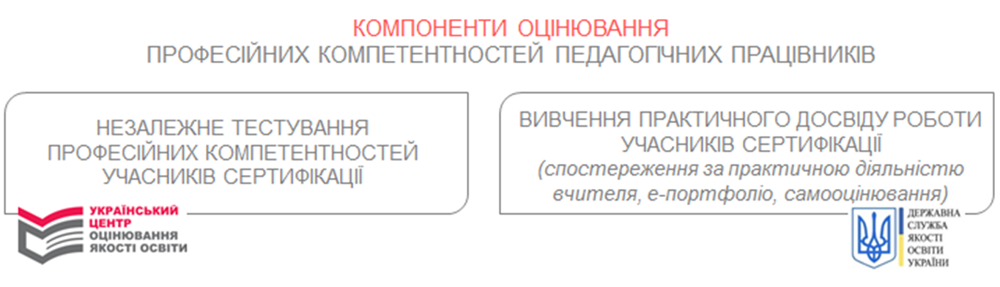 КОМПОНЕНТИ ОЦІНЮВАННЯ
ПРОФЕСІЙНИХ КОМПЕТЕНТНОСТЕЙ ПЕДАГОГІЧНИХ ПРАЦІВНИКІВ
НЕЗАЛЕЖНЕ ТЕСТУВАННЯ
ПРОФЕСІЙНИХ КОМПЕТЕНТНОСТЕЙ
УЧАСНИКІВ СЕРТИФІКАЦІЇ
УКРАЇНСЬКИЙ
ЦЕНТР
ОЦІНЮВАННЯ
ЯКОСТІ ОСВІТИ
ВИВЧЕННЯ ПРАКТИЧНОГО ДОСВІДУ РОБОТИ
УЧАСНИКІВ СЕРТИФІКАЦІЇ
(спостереження за практичною діяльністю
вчителя, е-портфоліо, самооцінювання)
ДЕРЖАВНА
СЛУЖБА
ЯКОСТІ
ОСВІТИ
УКРАЇНИ